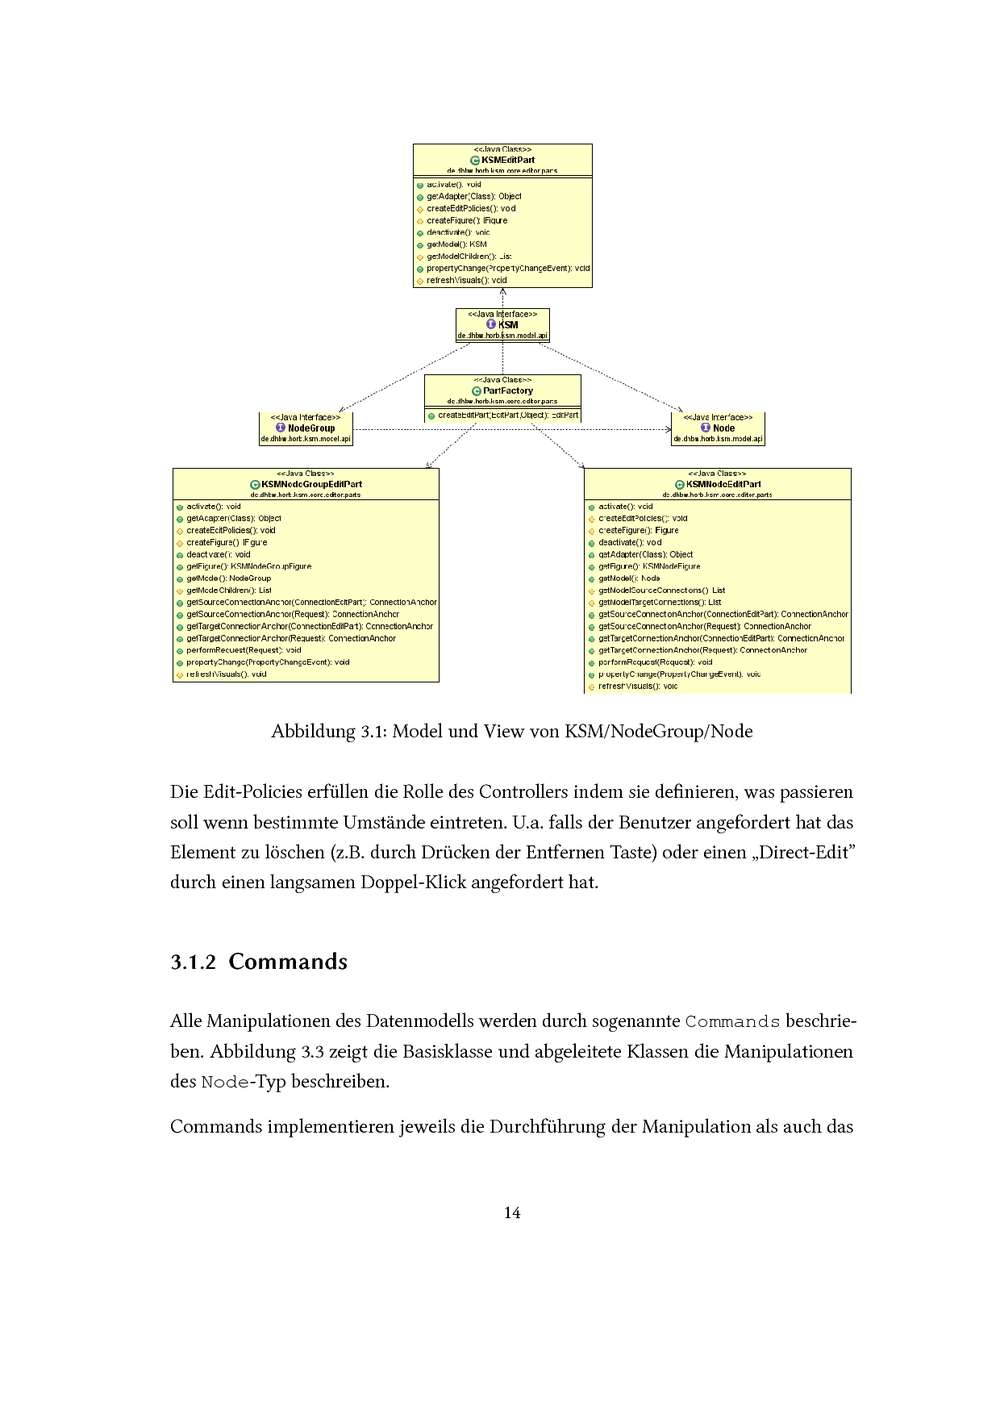 <<Java Class>>
KSMEditPart
de.dhbw.horb.ksm.core.editor.parts
activate(): void
getAdapter(Class): Object
createEditPolicies(): void
createFigure(): IFigure
deactivate(): void
getModel(): KSM
getModelChildren(): List
propertyChange(PropertyChangeEvent): void
refreshVisuals(): void
<<Java Interface>>
KSM
de.dhbw.horb.ksm.model.api
<<Java Class>>
PartFactory
de.dhbw.horb.ksm.core.editor.parts
createEditPart(EditPart,Object): EditPart
<<Java Interface>>
NodeGroup
de.dhbw.horb.ksm.model.api
<<Java Interface>>
Node
de.dhbw.horb.ksm.model.api
<<Java Class>>
KSMNodeGroupEditPart
de.dhbw.horb.ksm.core.editor.parts
activate(): void
getAdapter(Class): Object
createEditPolicies(): void
createFigure(): IFigure
deactivate(): void
getFigure(): KSMNodeGroupFigure
getModel(): NodeGroup
getModelChildren(): List
getSourceConnectionAnchor(ConnectionEditPart): ConnectionAnchor
getSourceConnectionAnchor(Request): ConnectionAnchor
getTargetConnectionAnchor(ConnectionEditPart): ConnectionAnchor
getTargetConnectionAnchor(Request): ConnectionAnchor
performRequest(Request): void
propertyChange(PropertyChangeEvent): void
refreshVisuals(): void
<<Java Class>>
KSMNodeEditPart
de.dhbw.horb.ksm.core.editor.parts
activate(): void
createEditPolicies(): void
createFigure(): IFigure
deactivate(): void
getAdapter(Class): Object
getFigure(): KSMNodeFigure
getModel(): Node
getModelSourceConnections(): List
getModelTargetConnections(): List
getSourceConnectionAnchor(ConnectionEditPart): ConnectionAnchor
getSourceConnectionAnchor(Request): ConnectionAnchor
getTargetConnectionAnchor(ConnectionEditPart): ConnectionAnchor
getTargetConnectionAnchor(Request): ConnectionAnchor
performRequest(Request): void
propertyChange(PropertyChangeEvent): void
refreshVisuals(): void
Abbildung 3.1: Model und View von KSM/NodeGroup/Node
Die Edit-Policies erfüllen die Rolle des Controllers indem sie definieren, was passieren
soll wenn bestimmte Umstände eintreten. U.a. falls der Benutzer angefordert hat das
Element zu löschen (z.B. durch Drücken der Entfernen Taste) oder einen „Direct-Edit”
durch einen langsamen Doppel-Klick angefordert hat.
3.1.2 Commands
Alle Manipulationen des Datenmodells werden durch sogenannte Commands beschrie-
ben. Abbildung 3.3 zeigt die Basisklasse und abgeleitete Klassen die Manipulationen
des Node-Typ beschreiben.
Commands implementieren jeweils die Durchführung der Manipulation als auch das
14